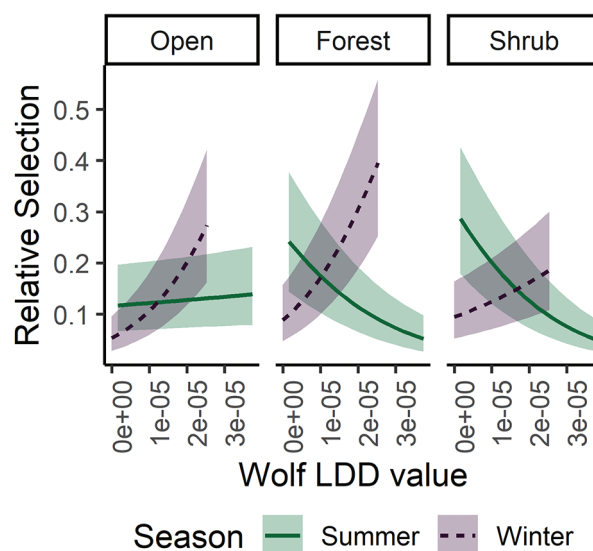 Open Forest Shrub
Relative Selection
0.5
0.4
0.3
0.2
0.1
0e+00 1e-05 2e-05 3e-05 0e+00 1e-05 2e-05 3e-05 0e+00 1e-05 2e-05 3e-05
Wolf LDD value
Season Summer Winter